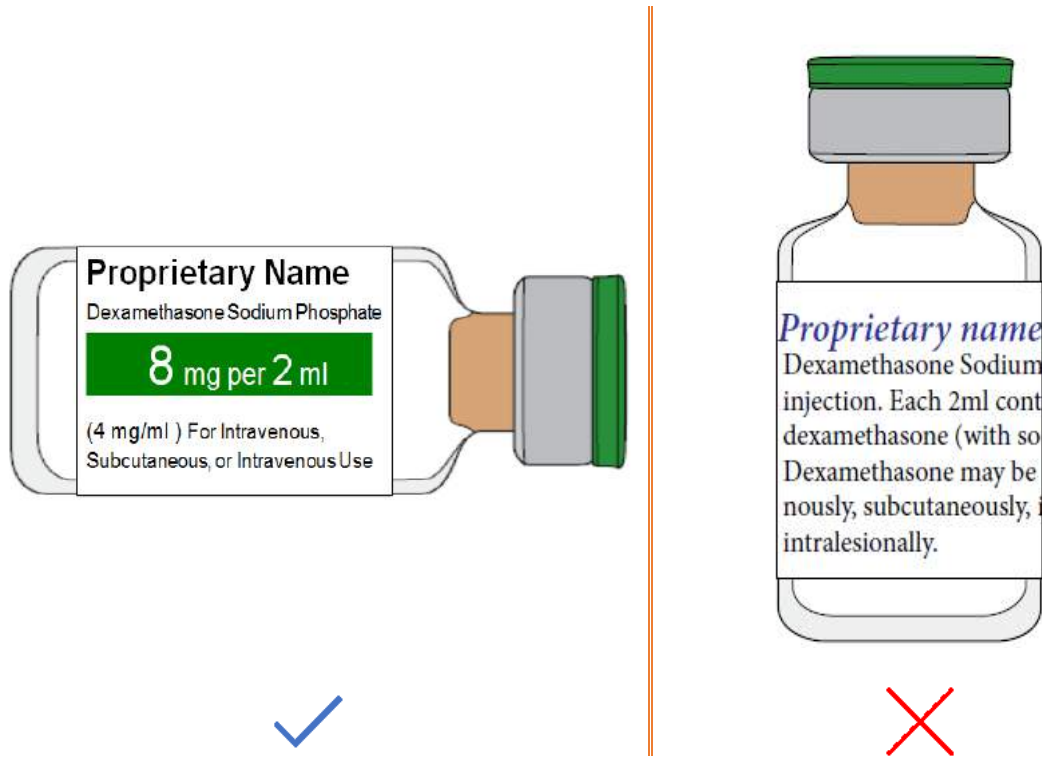 Proprietary Name
Dexamethasone Sodium Phosphate
8 mg per 2 ml
(4 mg/ml ) For Intravenous,
Subcutaneous, or Intravenous Use
Proprietary name
Dexamethasone Sodium
injection. Each 2ml cont
dexamethasone (with so
Dexamethasone may be
nously, subcutaneously, i
intralesionally.